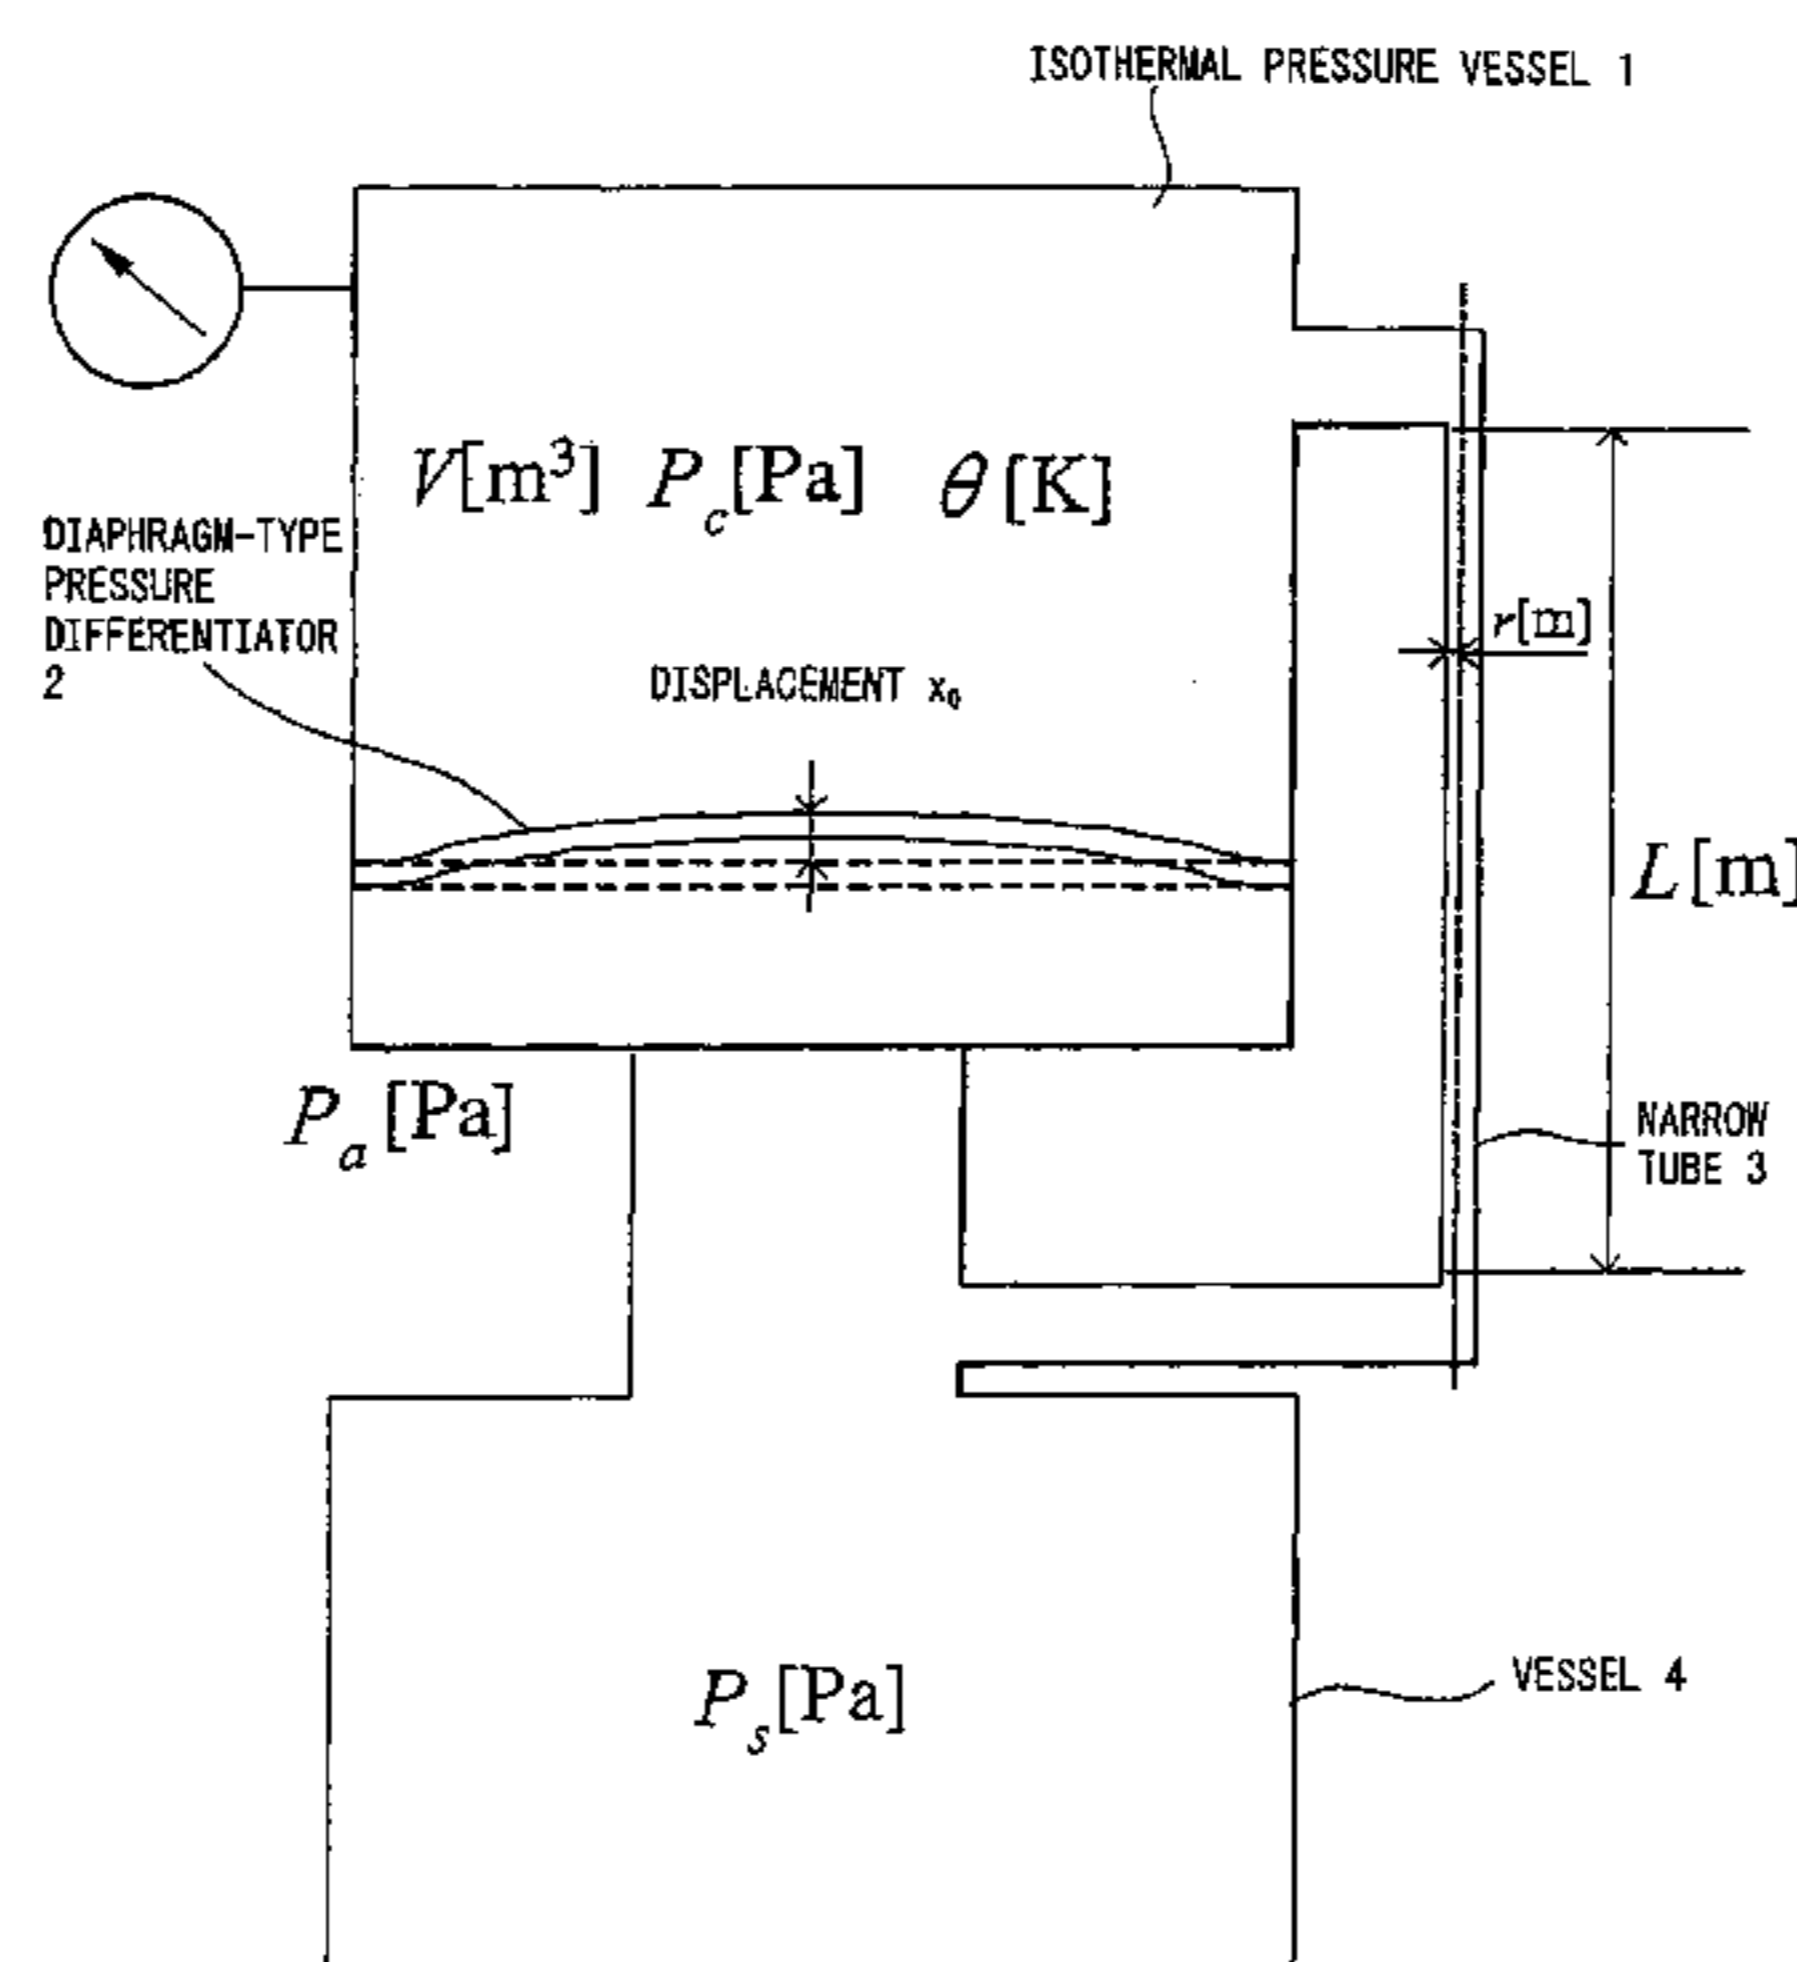 ISOTHERMAL PRESSURE VESSEL 1
V[m³] P_c[Pa] θ[K]
DIAPHRAGM-TYPE
PRESSURE
DIFFERENTIATOR
2
DISPLACEMENT x₀
r[m]
L[m]
P_a[Pa]
NARROW
TUBE 3
P_s[Pa]
VESSEL 4